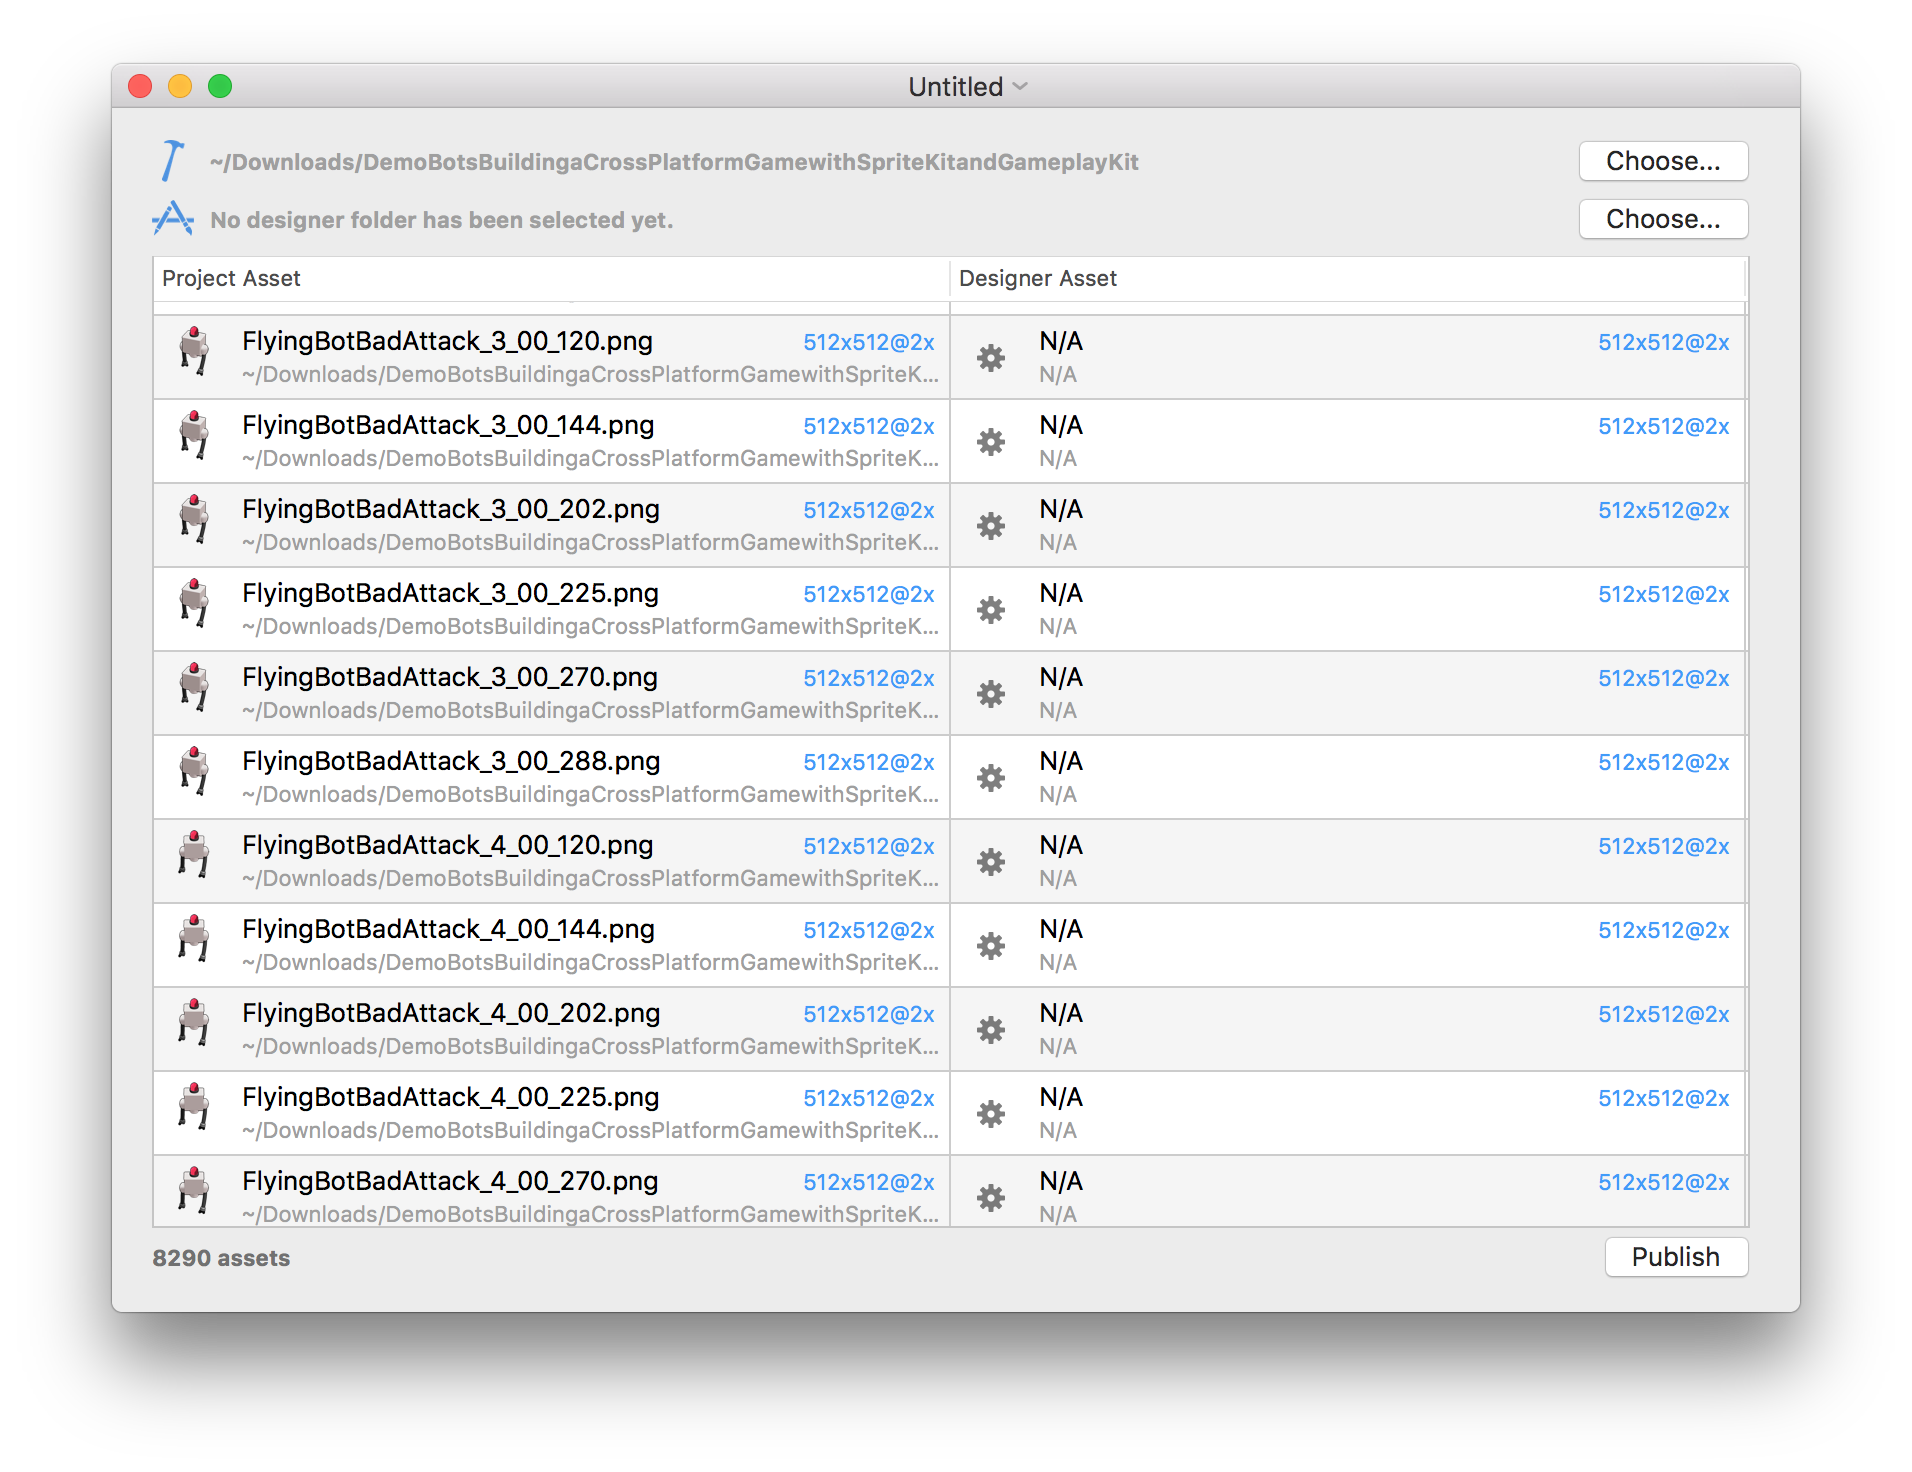 Untitled
~/Downloads/DemoBotsBuildingaCrossPlatformGamewithSpriteKitandGameplayKit Choose...
No designer folder has been selected yet. Choose...
Project Asset Designer Asset
FlyingBotBadAttack_3_00_120.png 512x512@2x N/A 512x512@2x
~/Downloads/DemoBotsBuildingaCrossPlatformGamewithSpriteK... N/A
FlyingBotBadAttack_3_00_144.png 512x512@2x N/A 512x512@2x
~/Downloads/DemoBotsBuildingaCrossPlatformGamewithSpriteK... N/A
FlyingBotBadAttack_3_00_202.png 512x512@2x N/A 512x512@2x
~/Downloads/DemoBotsBuildingaCrossPlatformGamewithSpriteK... N/A
FlyingBotBadAttack_3_00_225.png 512x512@2x N/A 512x512@2x
~/Downloads/DemoBotsBuildingaCrossPlatformGamewithSpriteK... N/A
FlyingBotBadAttack_3_00_270.png 512x512@2x N/A 512x512@2x
~/Downloads/DemoBotsBuildingaCrossPlatformGamewithSpriteK... N/A
FlyingBotBadAttack_3_00_288.png 512x512@2x N/A 512x512@2x
~/Downloads/DemoBotsBuildingaCrossPlatformGamewithSpriteK... N/A
FlyingBotBadAttack_4_00_120.png 512x512@2x N/A 512x512@2x
~/Downloads/DemoBotsBuildingaCrossPlatformGamewithSpriteK... N/A
FlyingBotBadAttack_4_00_144.png 512x512@2x N/A 512x512@2x
~/Downloads/DemoBotsBuildingaCrossPlatformGamewithSpriteK... N/A
FlyingBotBadAttack_4_00_202.png 512x512@2x N/A 512x512@2x
~/Downloads/DemoBotsBuildingaCrossPlatformGamewithSpriteK... N/A
FlyingBotBadAttack_4_00_225.png 512x512@2x N/A 512x512@2x
~/Downloads/DemoBotsBuildingaCrossPlatformGamewithSpriteK... N/A
FlyingBotBadAttack_4_00_270.png 512x512@2x N/A 512x512@2x
~/Downloads/DemoBotsBuildingaCrossPlatformGamewithSpriteK... N/A
8290 assets Publish